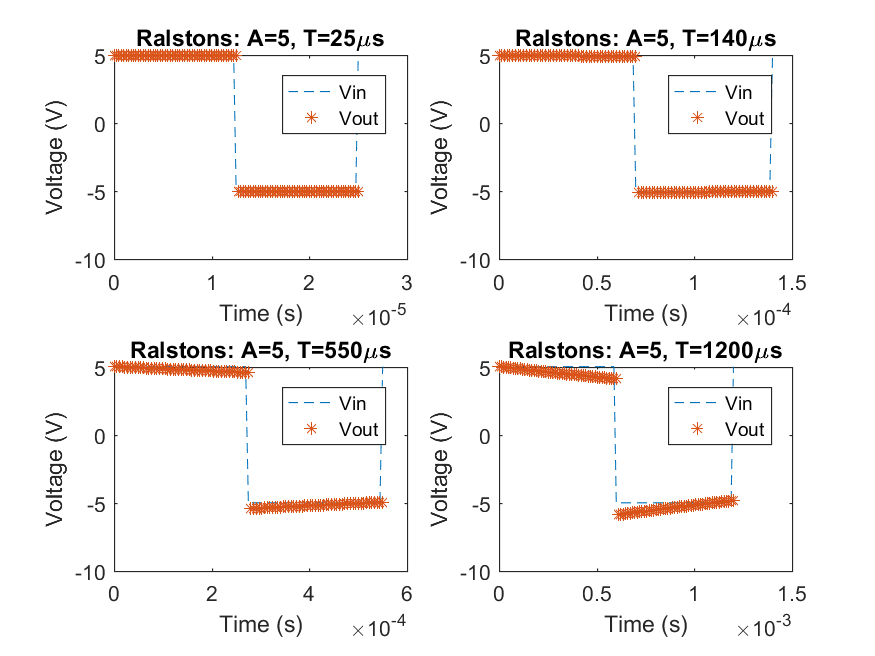 Ralstons: A=5, T=25μs
5
0
-5
-10
Voltage (V)
Vin
Vout
0 1 2 3
Time (s)
×10-5
Ralstons: A=5, T=140μs
5
0
-5
-10
Voltage (V)
Vin
Vout
0 0.5 1 1.5
Time (s)
×10-4
Ralstons: A=5, T=550μs
5
0
-5
-10
Voltage (V)
Vin
Vout
0 2 4 6
Time (s)
×10-4
Ralstons: A=5, T=1200μs
5
0
-5
-10
Voltage (V)
Vin
Vout
0 0.5 1 1.5
Time (s)
×10-3